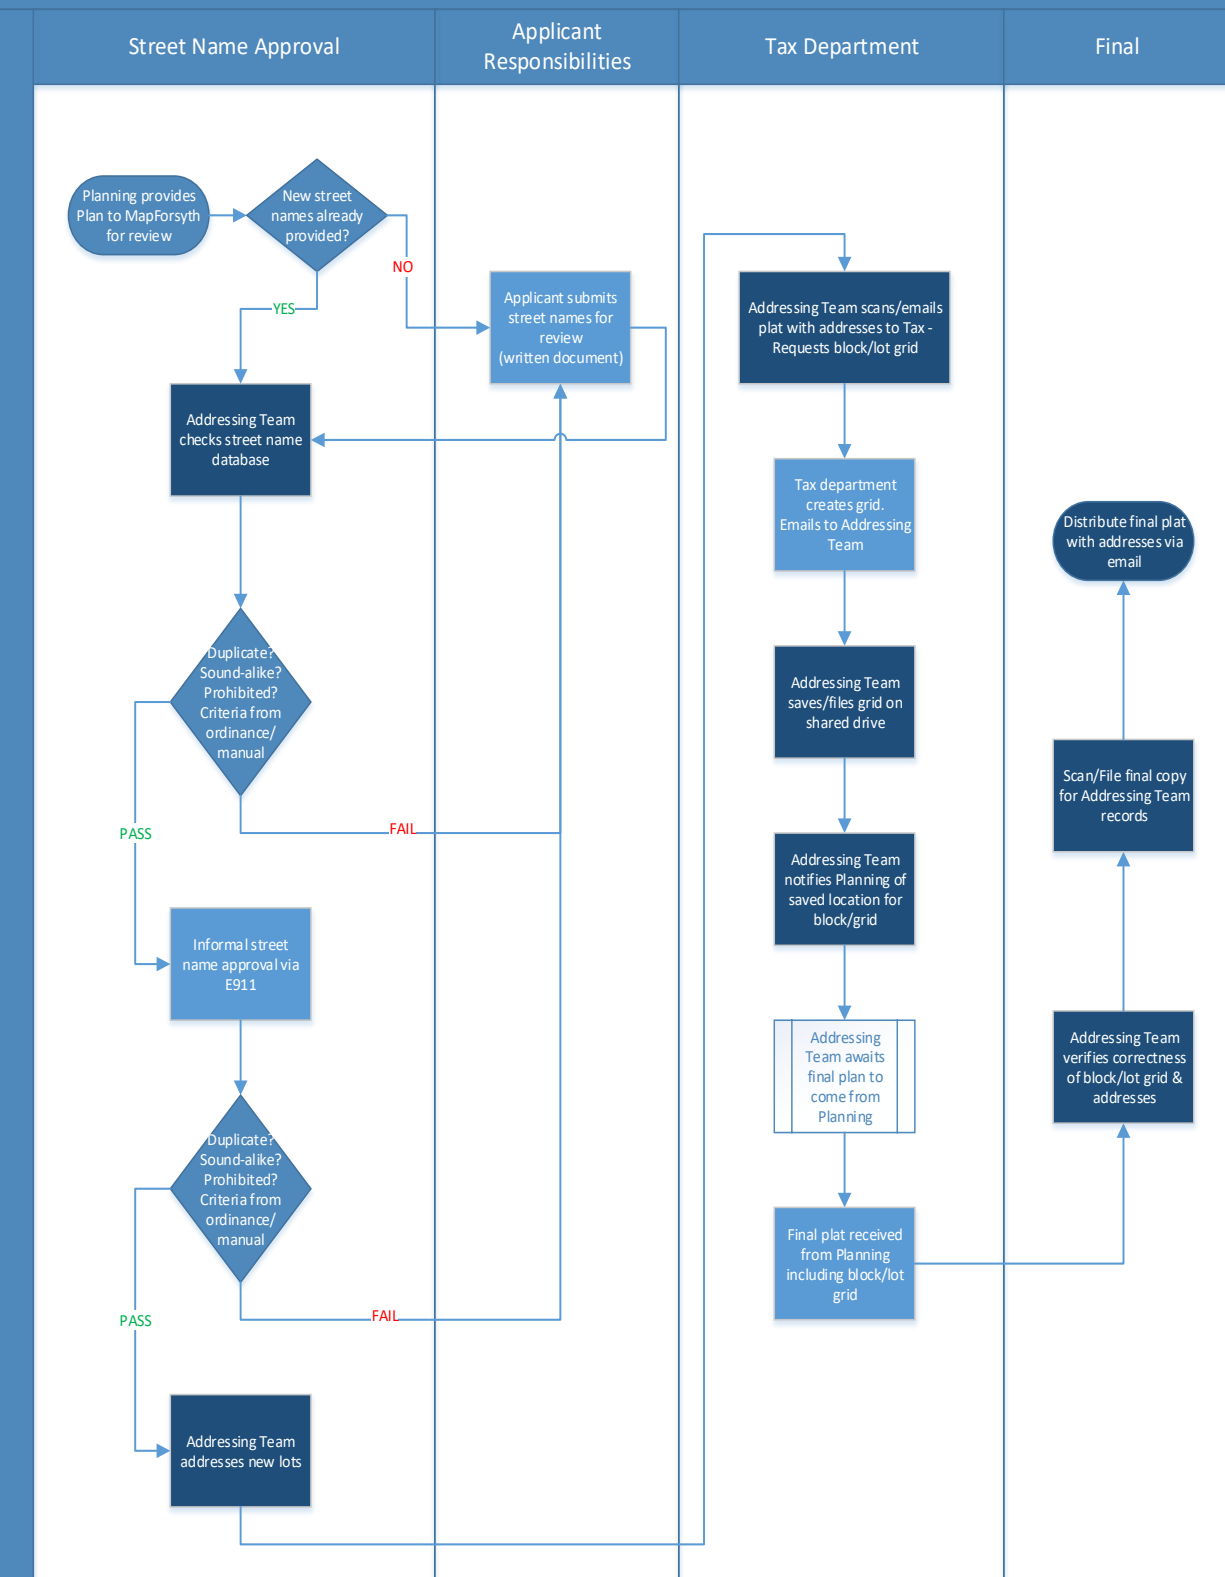 Street Name Approval
Applicant
Responsibilities
Tax Department
Final
Planning provides
Plan to MapForsyth
for review
New street
names already
provided?
NO
YES
Applicant submits
street names for
review
(written document)
Addressing Team
checks street name
database
Duplicate?
Sound-alike?
Prohibited?
Criteria from
ordinance/
manual
FAIL
PASS
Informal street
name approval via
E911
Duplicate?
Sound-alike?
Prohibited?
Criteria from
ordinance/
manual
FAIL
PASS
Addressing Team
addresses new lots
Addressing Team scans/emails
plat with addresses to Tax -
Requests block/lot grid
Tax department
creates grid.
Emails to Addressing
Team
Addressing Team
saves/files grid on
shared drive
Addressing Team
notifies Planning of
saved location for
block/grid
Addressing
Team awaits
final plan to
come from
Planning
Final plat received
from Planning
including block/lot
grid
Distribute final plat
with addresses via
email
Scan/File final copy
for Addressing Team
records
Addressing Team
verifies correctness
of block/lot grid &
addresses